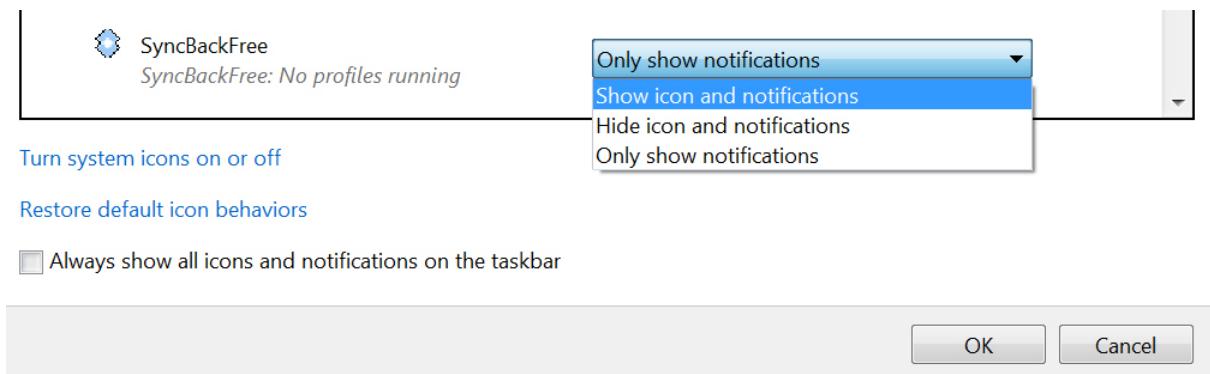 SyncBackFree
SyncBackFree: No profiles running
Only show notifications
Show icon and notifications
Hide icon and notifications
Only show notifications
Turn system icons on or off
Restore default icon behaviors
Always show all icons and notifications on the taskbar
OK
Cancel